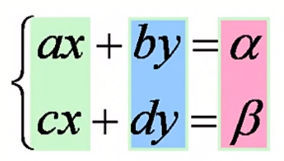 ax + by = α
cx + dy = β